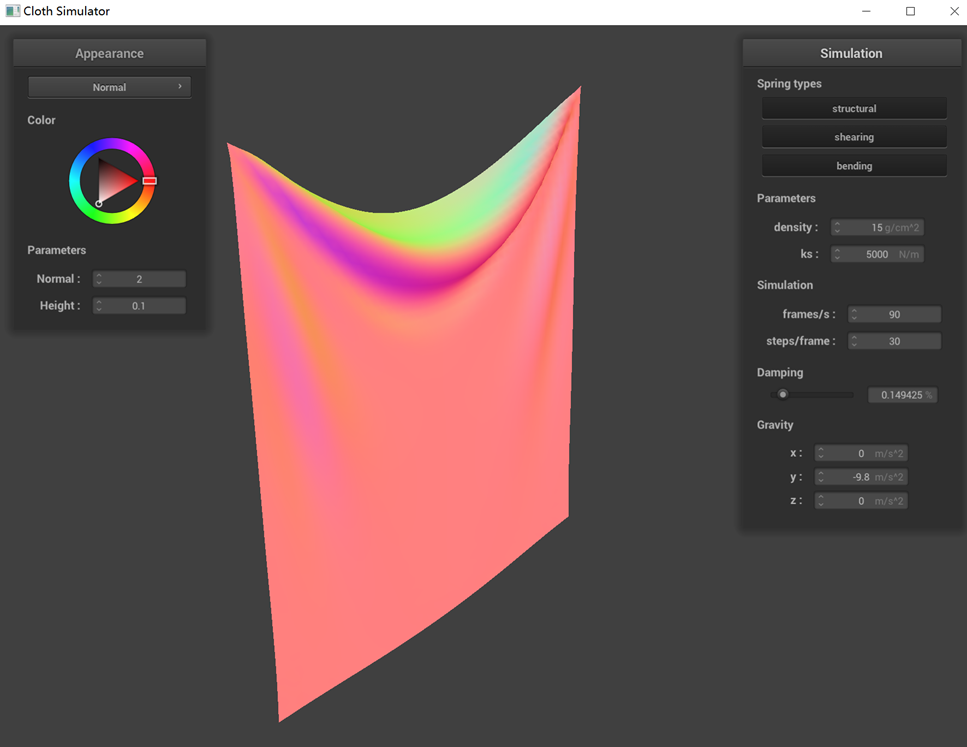 Cloth Simulator
Appearance
Normal
Color
Parameters
Normal : 2
Height : 0.1
Simulation
Spring types
structural
shearing
bending
Parameters
density : 15 g/cm^2
ks : 5000 N/m
Simulation
frames/s : 90
steps/frame : 30
Damping
0.149425 %
Gravity
x : 0 m/s^2
y : -9.8 m/s^2
z : 0 m/s^2